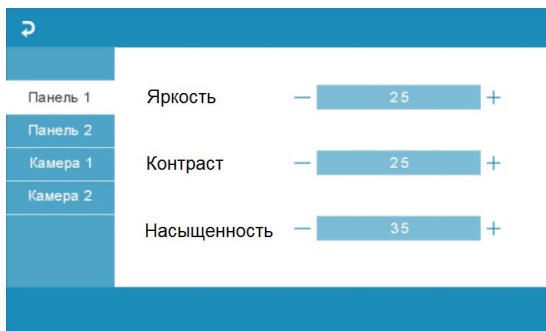 Панель 1
Панель 2
Камера 1
Камера 2
Яркость — 25 +
Контраст — 25 +
Насыщенность — 35 +